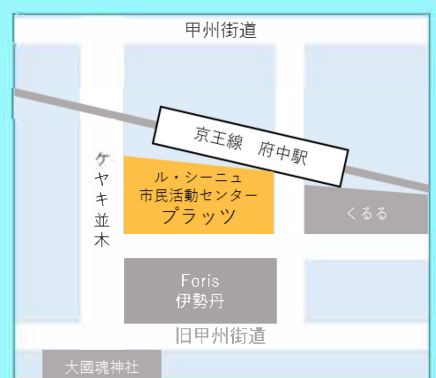 甲州街道
京王線 府中駅
ケヤキ並木
ル・シーニュ
市民活動センター
プラッツ
くるる
Foris
伊勢丹
旧甲州街道
大國魂神社